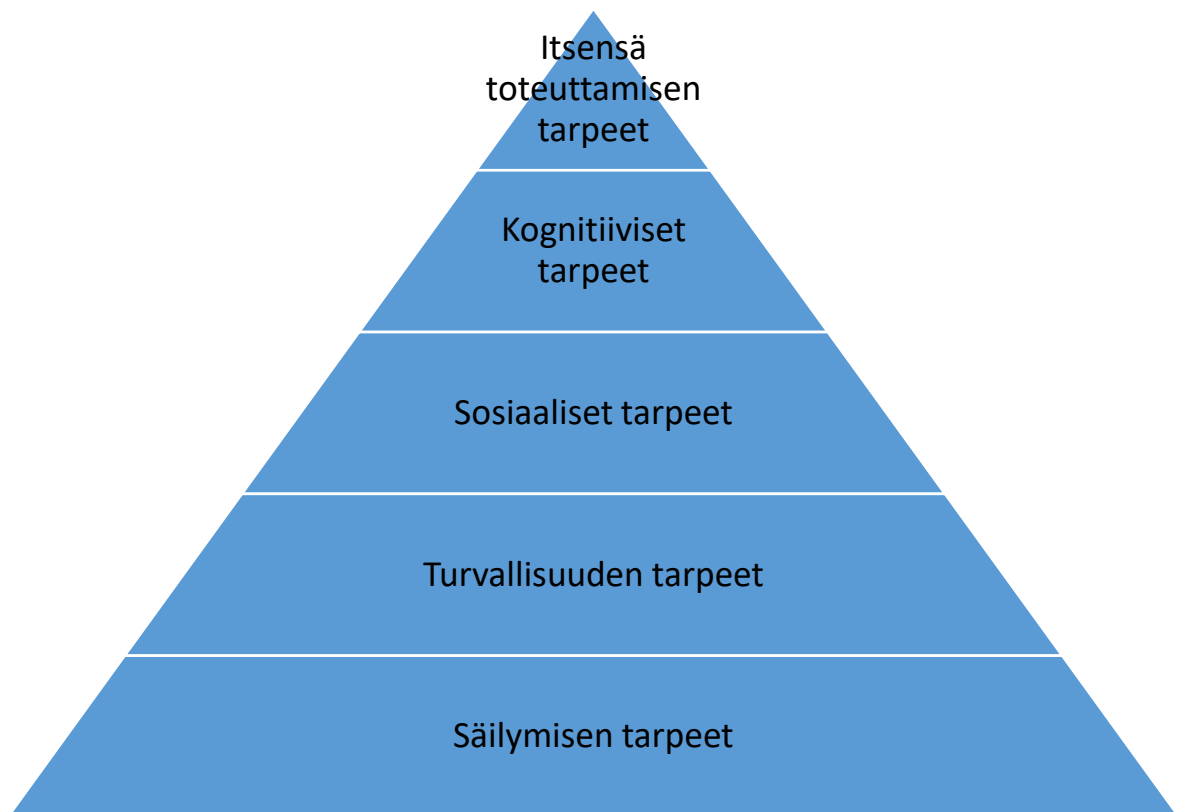 Itsensä
toteuttamisen
tarpeet
Kognitiiviset
tarpeet
Sosiaaliset tarpeet
Turvallisuuden tarpeet
Säilymisen tarpeet